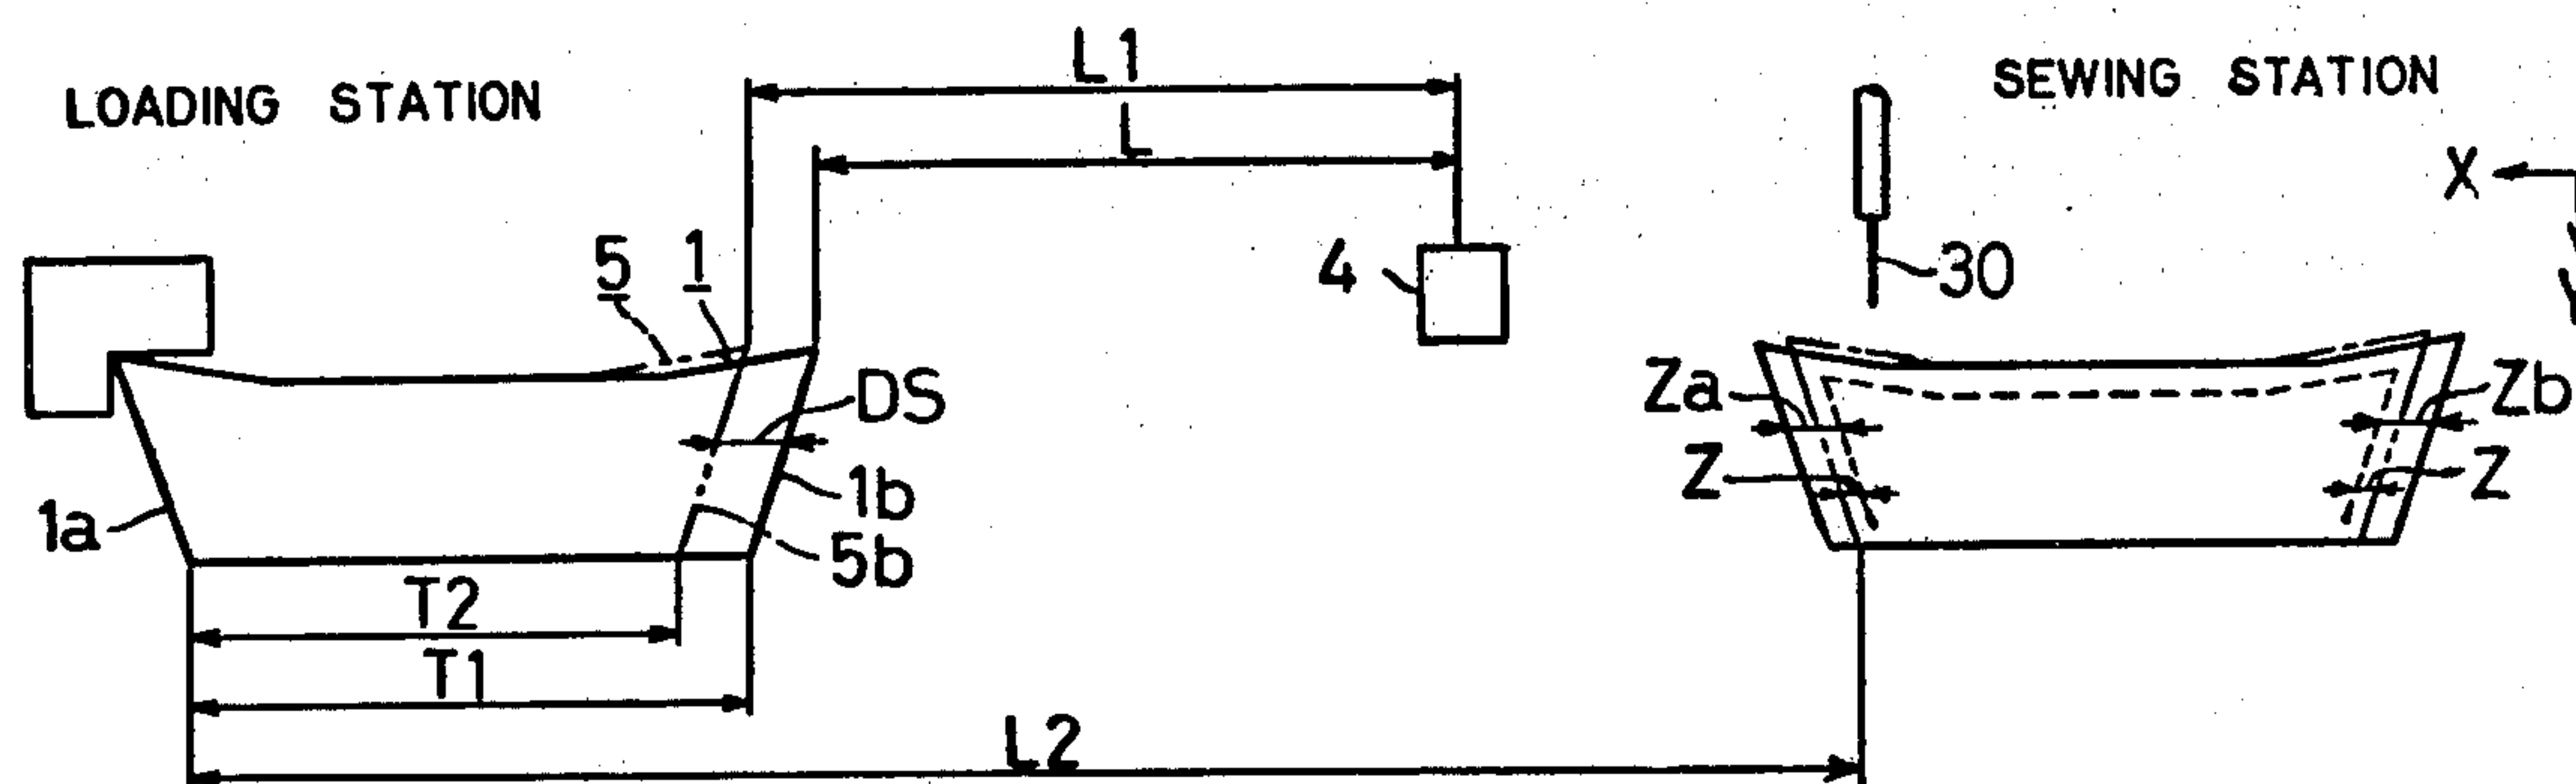 L1
LOADING STATION
SEWING STATION
L
X
5
1
4
30
DS
Za
Zb
1b
Z
Z
1a
5b
T2
T1
L2